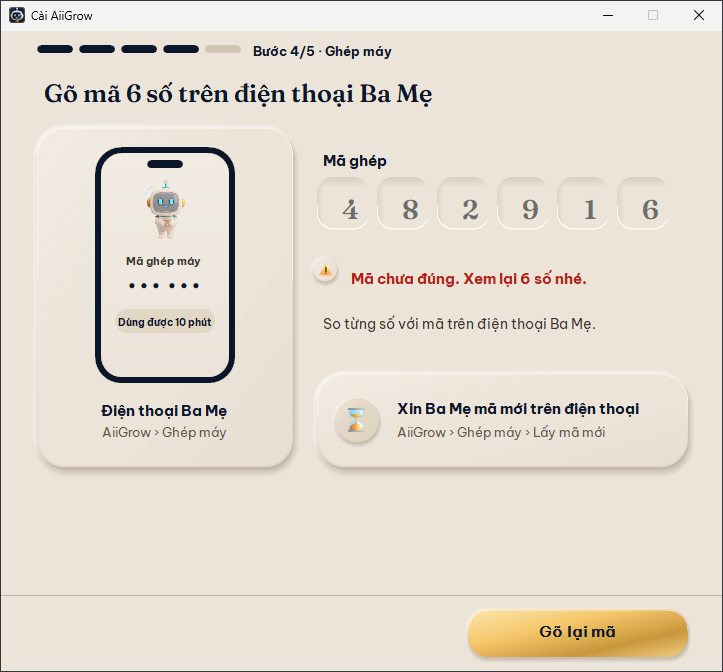 Cài AiiGrow
Bước 4/5 · Ghép máy
Gõ mã 6 số trên điện thoại Ba Mẹ
Mã ghép máy
•••  •••
Dùng được 10 phút
Điện thoại Ba Mẹ
AiiGrow › Ghép máy
Mã ghép
4 8 2 9 1 6
Mã chưa đúng. Xem lại 6 số nhé.
So từng số với mã trên điện thoại Ba Mẹ.
Xin Ba Mẹ mã mới trên điện thoại
AiiGrow › Ghép máy › Lấy mã mới
Gõ lại mã